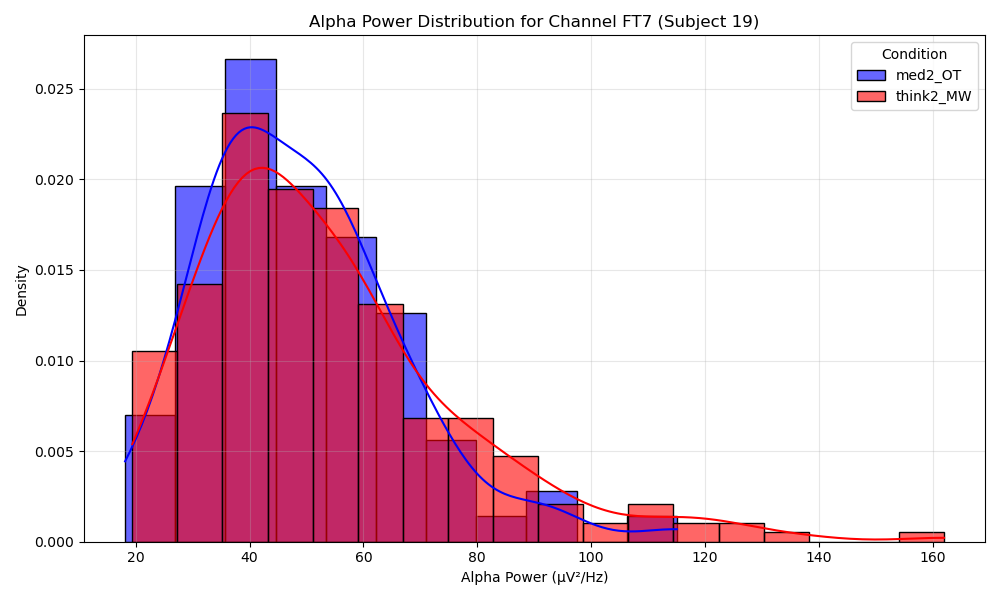 Alpha Power Distribution for Channel FT7 (Subject 19)
Condition
med2_OT
think2_MW
Density
0.025
0.020
0.015
0.010
0.005
0.000
20 40 60 80 100 120 140 160
Alpha Power (μV²/Hz)